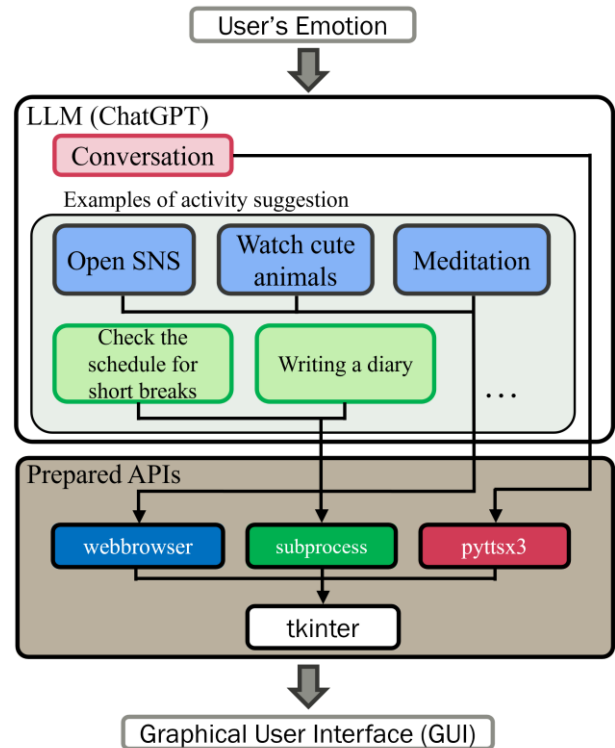 User's Emotion
LLM (ChatGPT)
Conversation
Examples of activity suggestion
Open SNS
Watch cute
animals
Meditation
Check the
schedule for
short breaks
Writing a diary
...
Prepared APIs
webbrowser
subprocess
pyttsx3
tkinter
Graphical User Interface (GUI)